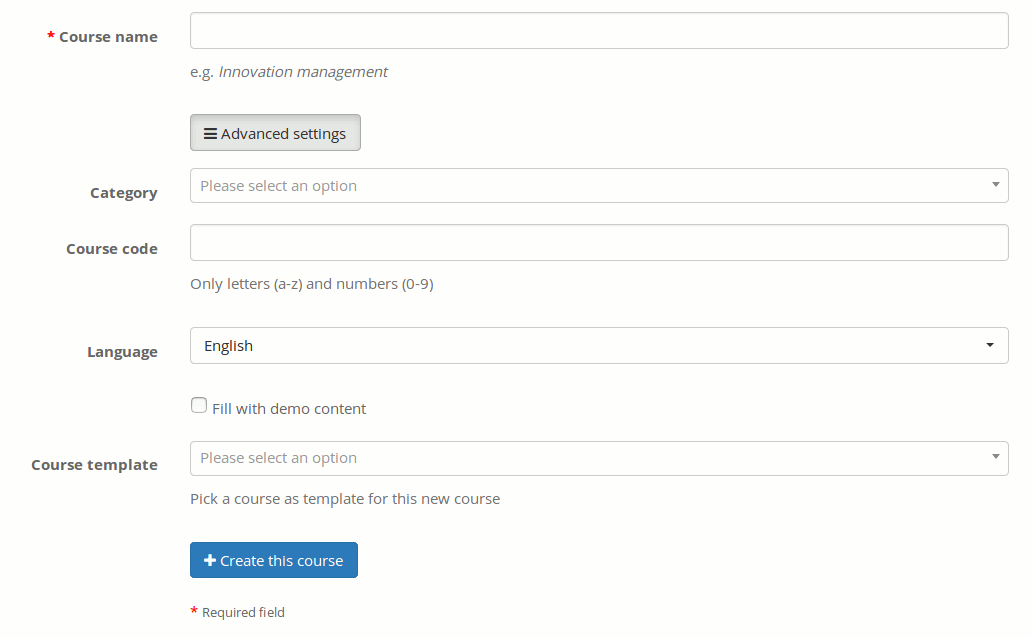 * Course name
e.g. Innovation management
Advanced settings
Category Please select an option
Course code
Only letters (a-z) and numbers (0-9)
Language English
Fill with demo content
Course template Please select an option
Pick a course as template for this new course
Create this course
* Required field